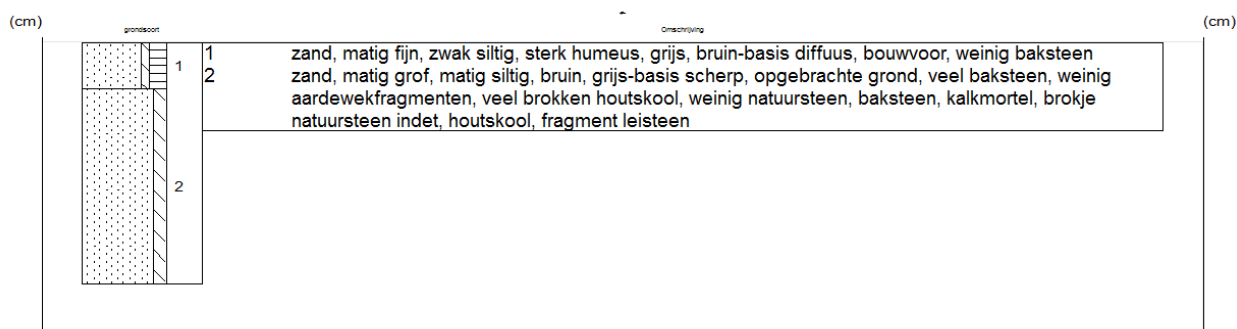 (cm)
(cm)
grondsoort
Omschrijving
1
1 zand, matig fijn, zwak siltig, sterk humeus, grijs, bruin-basis diffuus, bouwvoor, weinig baksteen
2 zand, matig grof, matig siltig, bruin, grijs-basis scherp, opgebrachte grond, veel baksteen, weinig
aardewekfragmenten, veel brokken houtskool, weinig natuursteen, baksteen, kalkmortel, brokje
natuursteen indet, houtskool, fragment leisteen
2